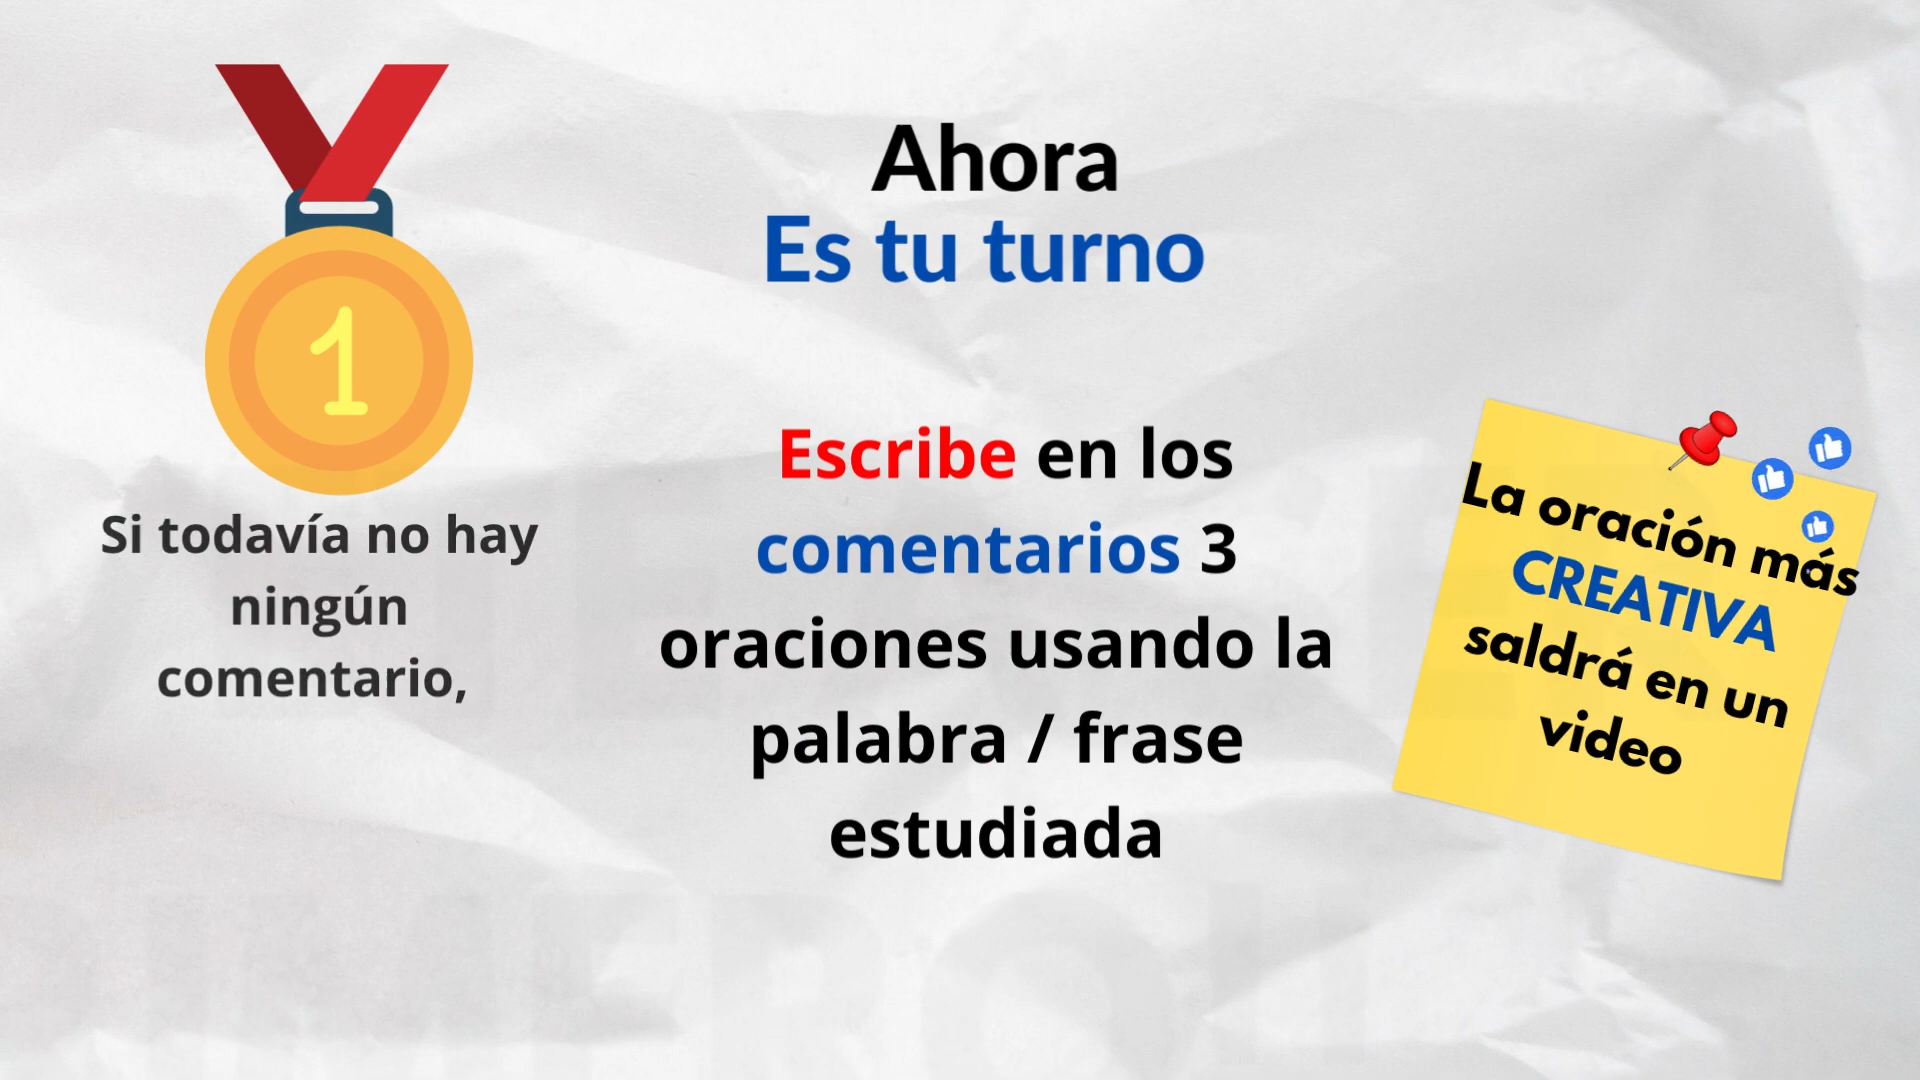 1
Si todavía no hay
ningún
comentario,
Ahora
Es tu turno
Escribe en los
comentarios 3
oraciones usando la
palabra / frase
estudiada
La oración más
CREATIVA
saldrá en un
video